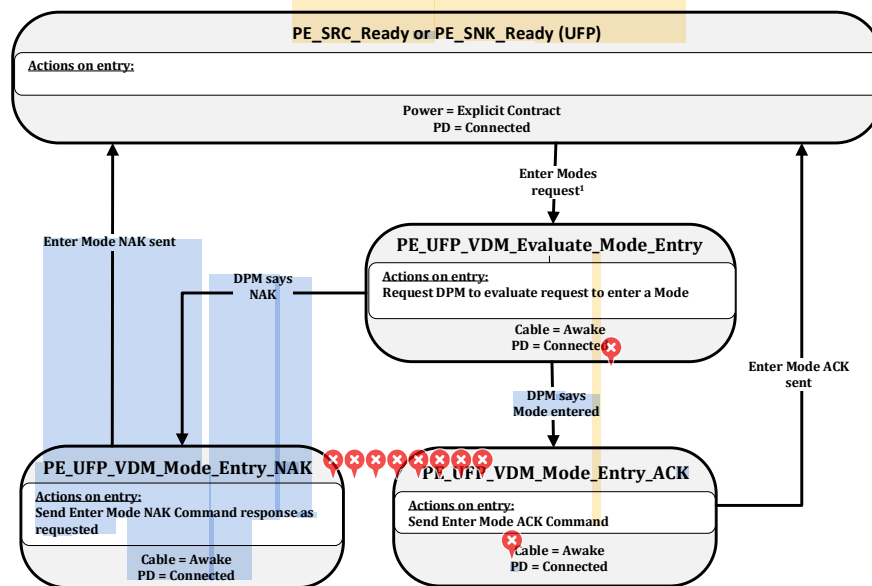 PE_SRC_Ready or PE_SNK_Ready (UFP)
Actions on entry:
Power = Explicit Contract
PD = Connected
Enter Modes
request¹
Enter Mode NAK sent
PE_UFP_VDM_Evaluate_Mode_Entry
DPM says
NAK
Actions on entry:
Request DPM to evaluate request to enter a Mode
Cable = Awake
PD = Connected
Enter Mode ACK
sent
DPM says
Mode entered
PE_UFP_VDM_Mode_Entry_NAK
Actions on entry:
Send Enter Mode NAK Command response as
requested
Cable = Awake
PD = Connected
PE_UFP_VDM_Mode_Entry_ACK
Actions on entry:
Send Enter Mode ACK Command
Cable = Awake
PD = Connected